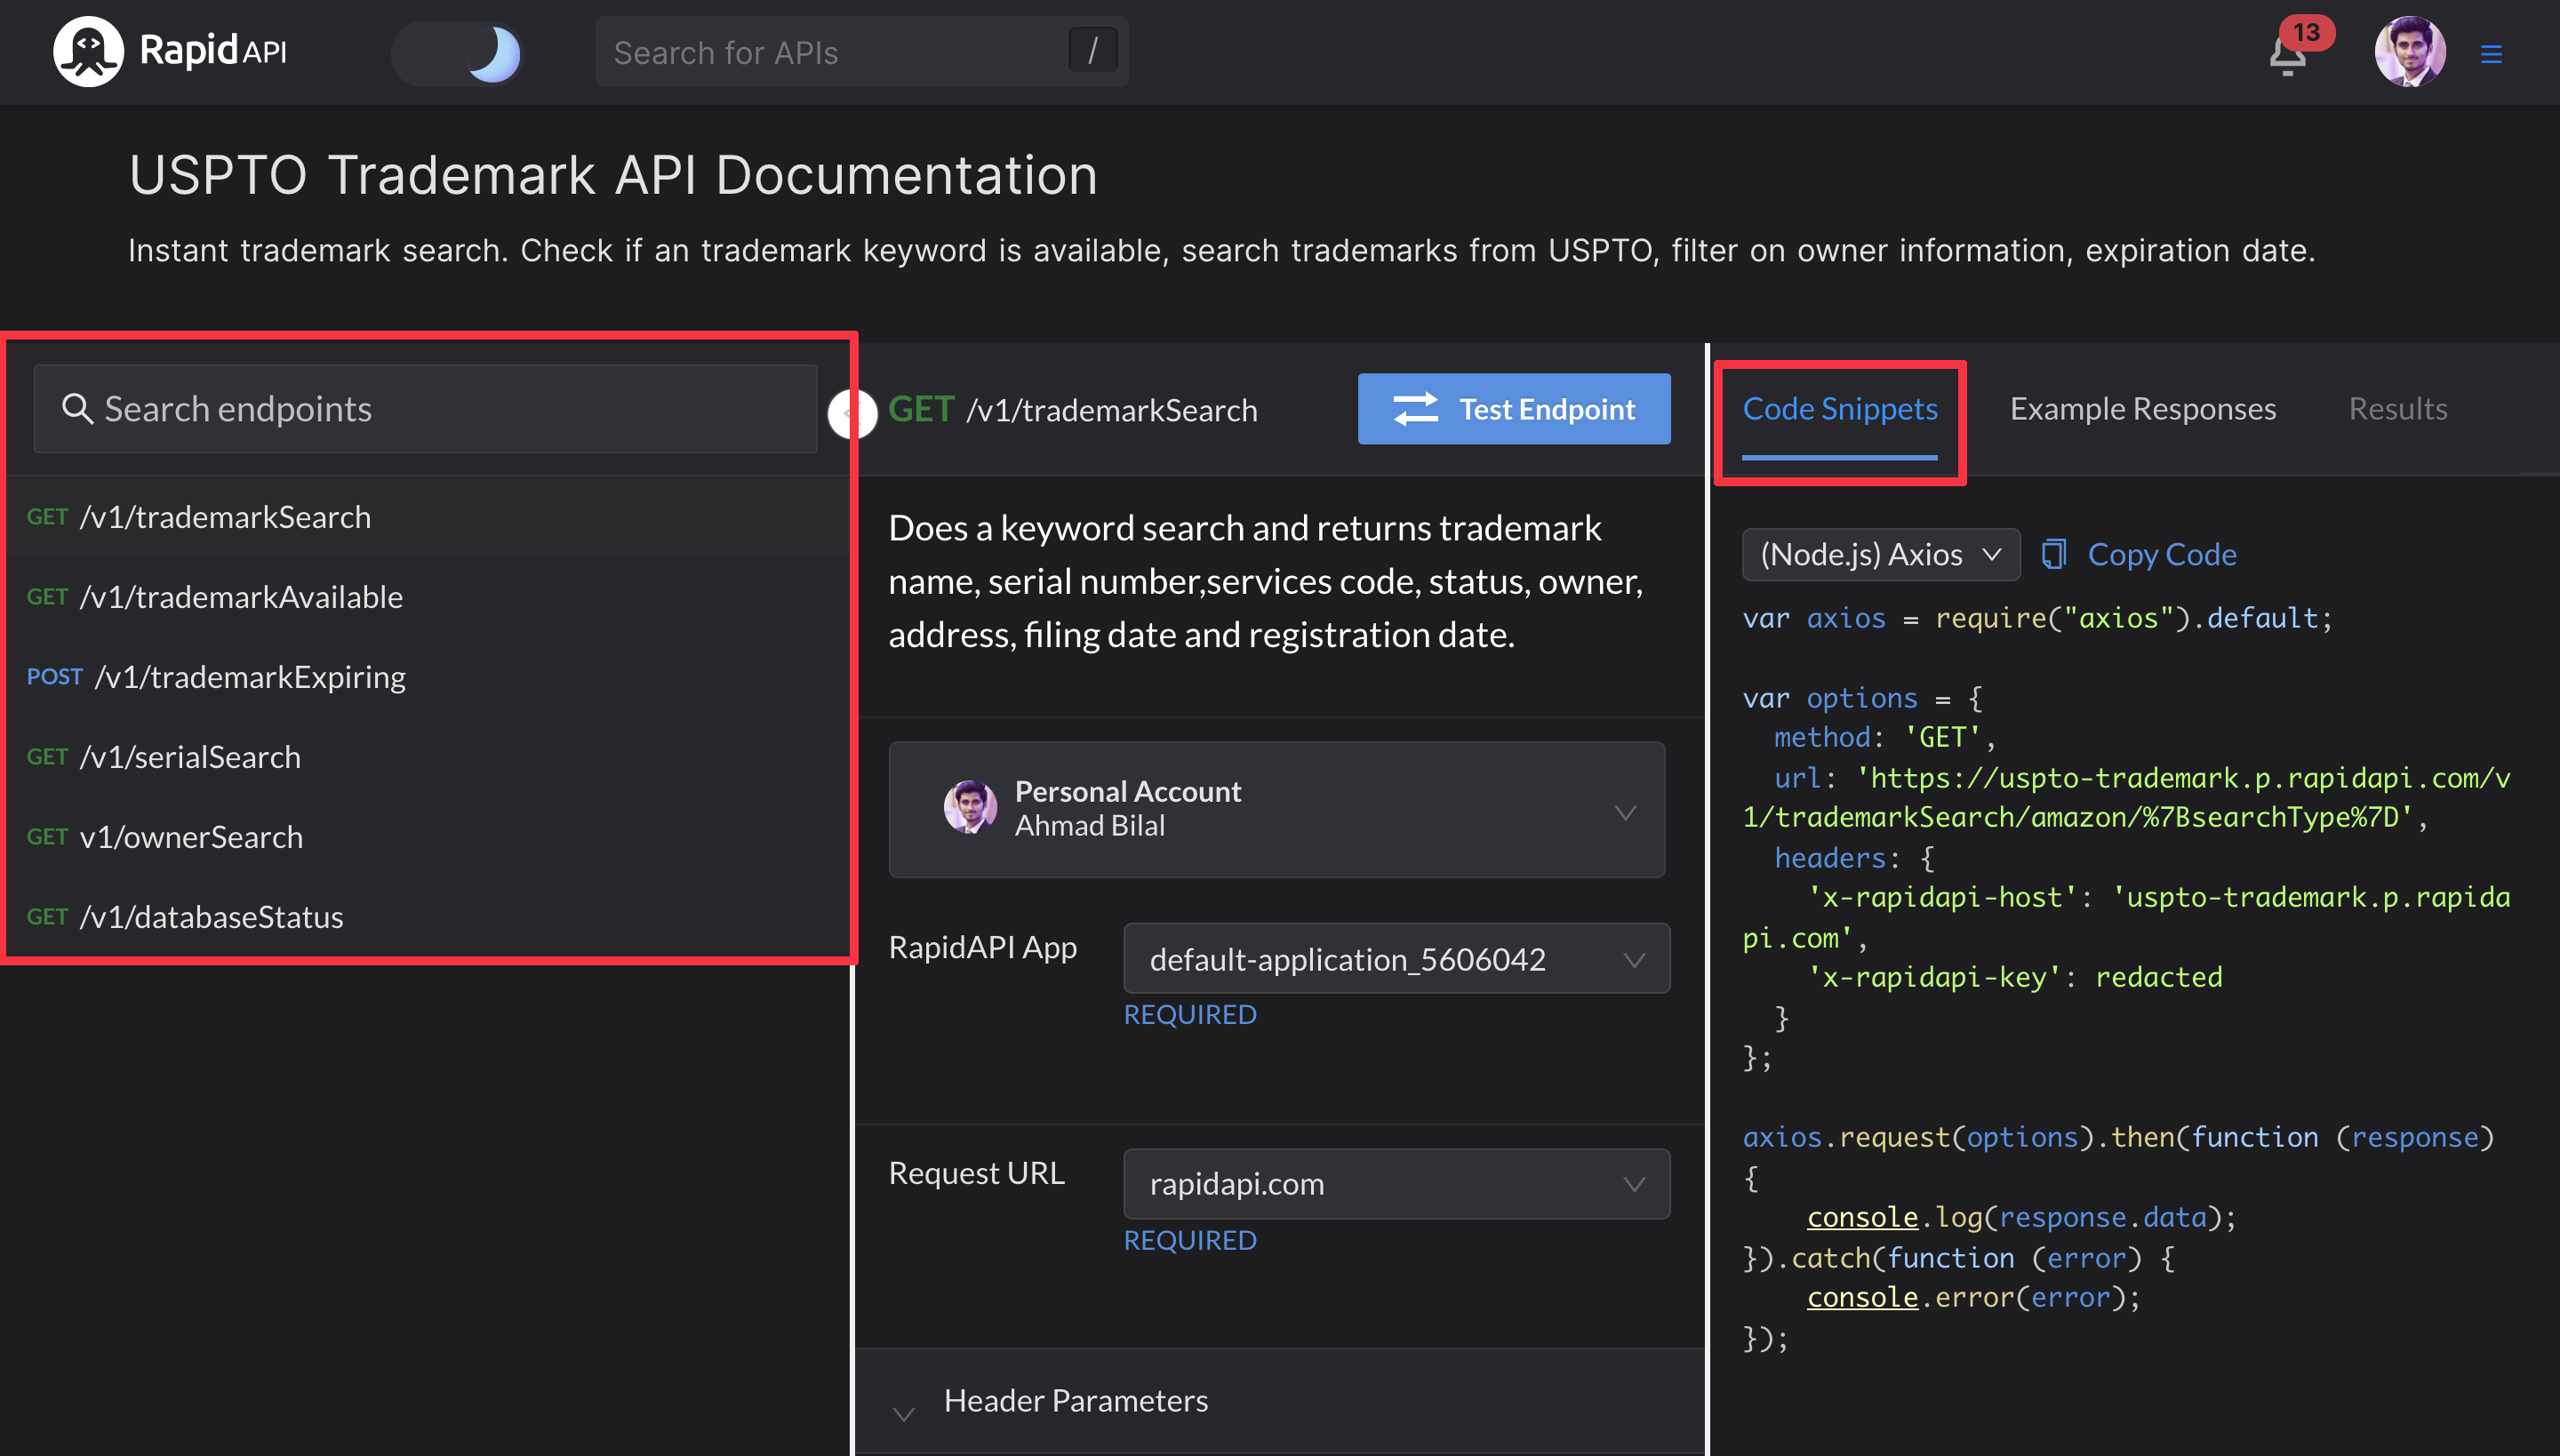 RapidAPI
Search for APIs
/
13
USPTO Trademark API Documentation
Instant trademark search. Check if an trademark keyword is available, search trademarks from USPTO, filter on owner information, expiration date.
Search endpoints
GET /v1/trademarkSearch
GET /v1/trademarkAvailable
POST /v1/trademarkExpiring
GET /v1/serialSearch
GET v1/ownerSearch
GET /v1/databaseStatus
GET /v1/trademarkSearch
Test Endpoint
Does a keyword search and returns trademark
name, serial number,services code, status, owner,
address, filing date and registration date.
Personal Account
Ahmad Bilal
RapidAPI App
default-application_5606042
REQUIRED
Request URL
rapidapi.com
REQUIRED
Header Parameters
Code Snippets
Example Responses
Results
(Node.js) Axios
Copy Code
var axios = require("axios").default;
var options = {
  method: 'GET',
  url: 'https://uspto-trademark.p.rapidapi.com/v
1/trademarkSearch/amazon/%7BsearchType%7D',
  headers: {
    'x-rapidapi-host': 'uspto-trademark.p.rapida
pi.com',
    'x-rapidapi-key': redacted
  }
};
axios.request(options).then(function (response)
{
    console.log(response.data);
}).catch(function (error) {
    console.error(error);
});